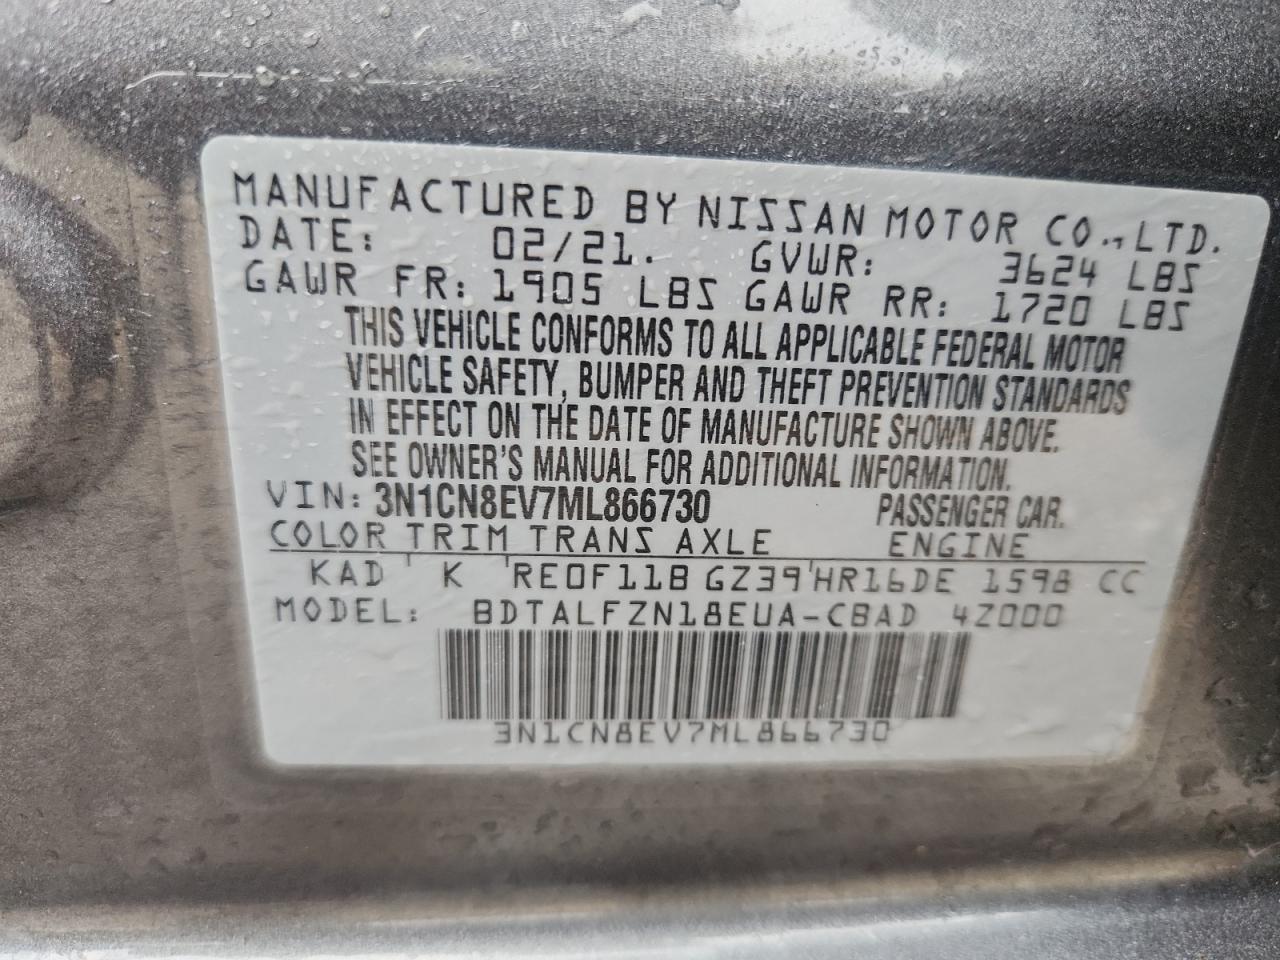 MANUFACTURED BY NISSAN MOTOR CO., LTD.
DATE: 02/21. GVWR: 3624 LBS
GAWR FR: 1905 LBS GAWR RR: 1720 LBS
THIS VEHICLE CONFORMS TO ALL APPLICABLE FEDERAL MOTOR
VEHICLE SAFETY, BUMPER AND THEFT PREVENTION STANDARDS
IN EFFECT ON THE DATE OF MANUFACTURE SHOWN ABOVE.
SEE OWNER'S MANUAL FOR ADDITIONAL INFORMATION.
VIN: 3N1CN8EV7ML866730 PASSENGER CAR.
COLOR TRIM TRANS AXLE ENGINE
KAD K RE0F11B GZ39 HR16DE 1598 CC
MODEL: BDTALFZN18EUA-CBAD 4Z000
3N1CN8EV7ML866730